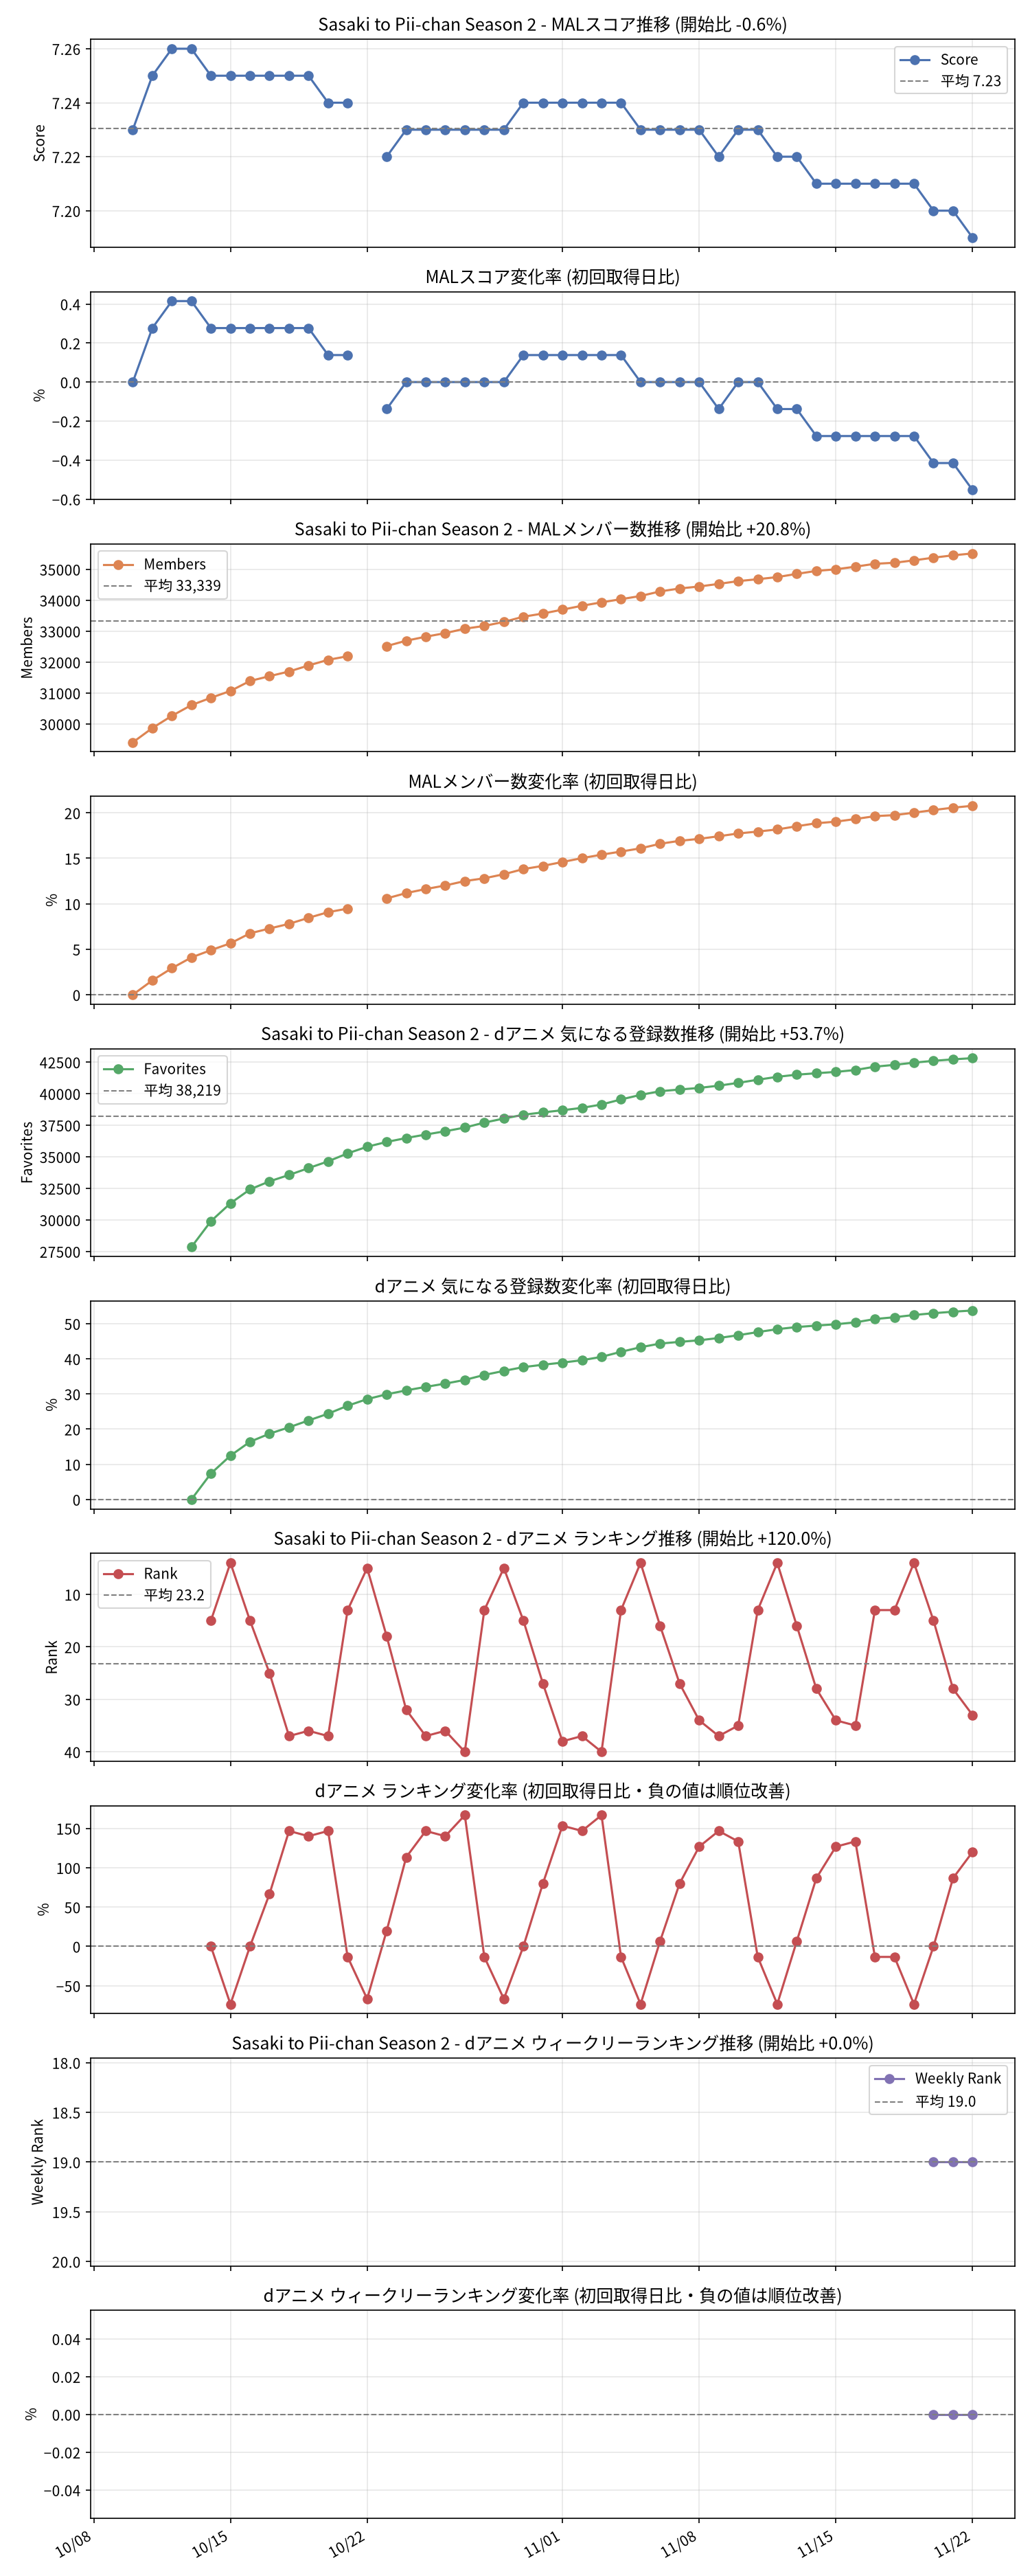 Sasaki to Pii-chan Season 2 - MALスコア推移 (開始比 -0.6%)
7.26
7.24
7.22
7.20
Score
Score
平均 7.23
MALスコア変化率 (初回取得日比)
0.4
0.2
0.0
−0.2
−0.4
−0.6
%
Sasaki to Pii-chan Season 2 - MALメンバー数推移 (開始比 +20.8%)
35000
34000
33000
32000
31000
30000
Members
Members
平均 33,339
MALメンバー数変化率 (初回取得日比)
20
15
10
5
0
%
Sasaki to Pii-chan Season 2 - dアニメ 気になる登録数推移 (開始比 +53.7%)
42500
40000
37500
35000
32500
30000
27500
Favorites
Favorites
平均 38,219
dアニメ 気になる登録数変化率 (初回取得日比)
50
40
30
20
10
0
%
Sasaki to Pii-chan Season 2 - dアニメ ランキング推移 (開始比 +120.0%)
10
20
30
40
Rank
Rank
平均 23.2
dアニメ ランキング変化率 (初回取得日比・負の値は順位改善)
150
100
50
0
−50
%
Sasaki to Pii-chan Season 2 - dアニメ ウィークリーランキング推移 (開始比 +0.0%)
18.0
18.5
19.0
19.5
20.0
Weekly Rank
Weekly Rank
平均 19.0
dアニメ ウィークリーランキング変化率 (初回取得日比・負の値は順位改善)
0.04
0.02
0.00
−0.02
−0.04
%
10/08
10/15
10/22
11/01
11/08
11/15
11/22